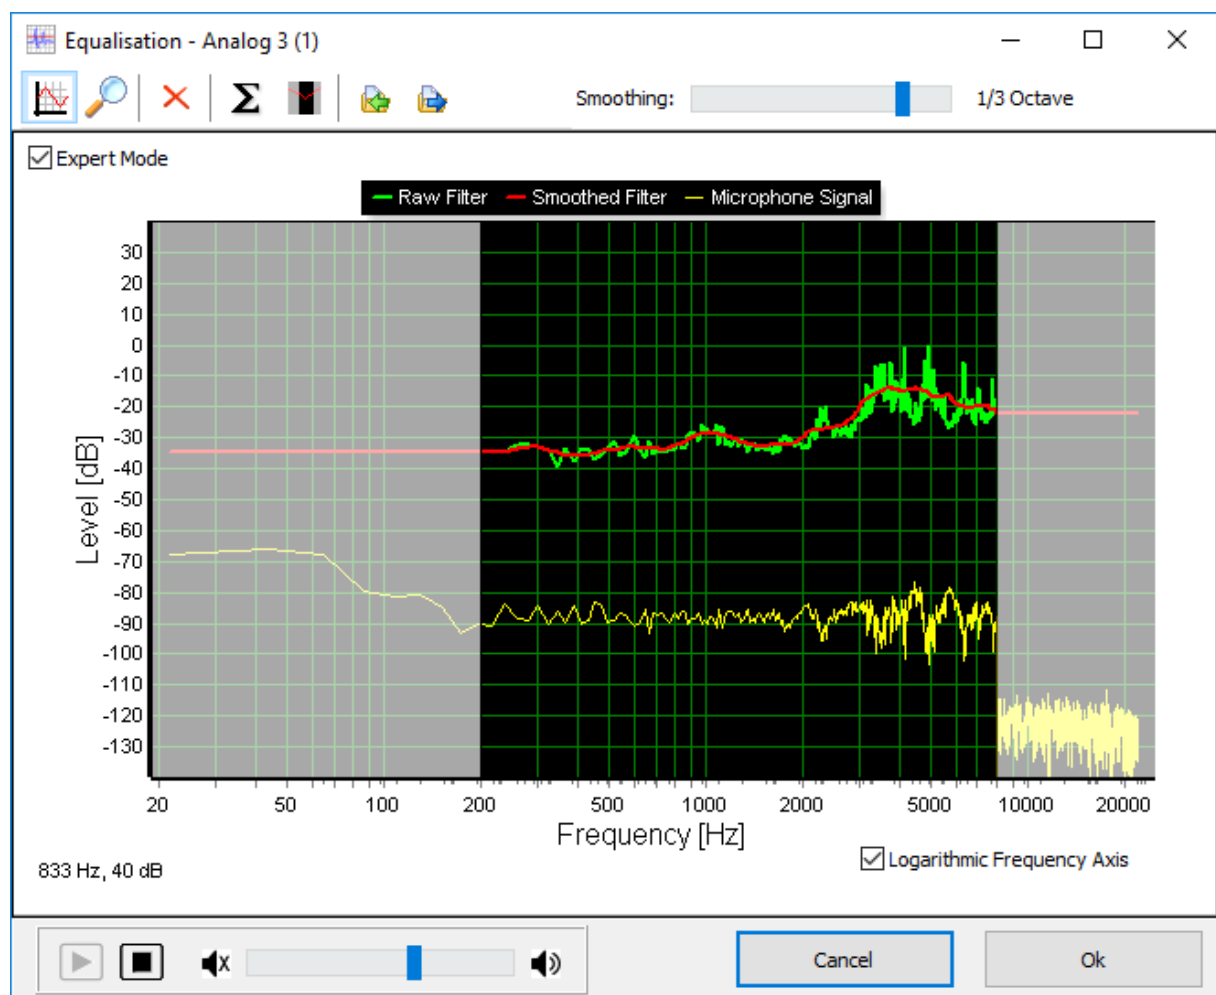 Equalisation - Analog 3 (1)
Smoothing: 1/3 Octave
Expert Mode
Raw Filter Smoothed Filter Microphone Signal
30
20
10
0
-10
-20
-30
-40
-50
-60
-70
-80
-90
-100
-110
-120
-130
Level [dB]
20 50 100 200 500 1000 2000 5000 10000 20000
Frequency [Hz]
Logarithmic Frequency Axis
833 Hz, 40 dB
Cancel Ok